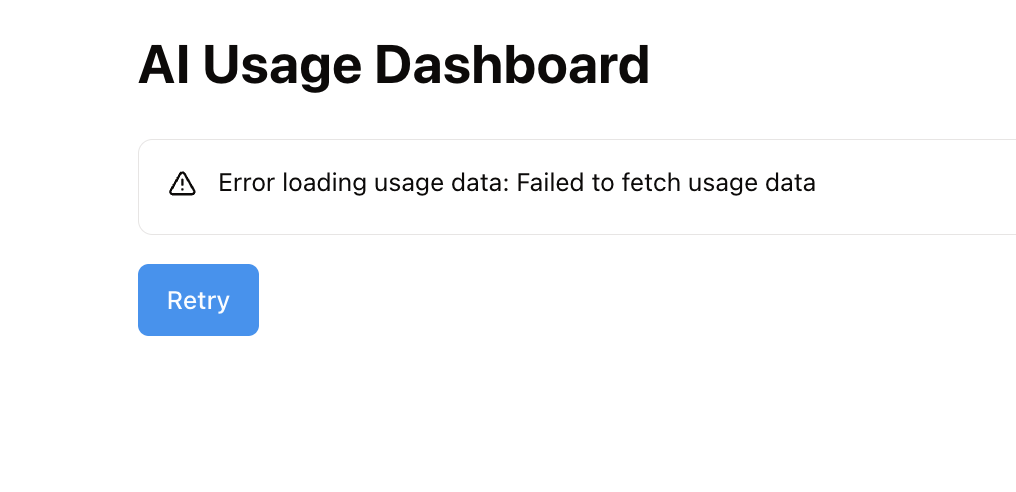 AI Usage Dashboard
Error loading usage data: Failed to fetch usage data
Retry